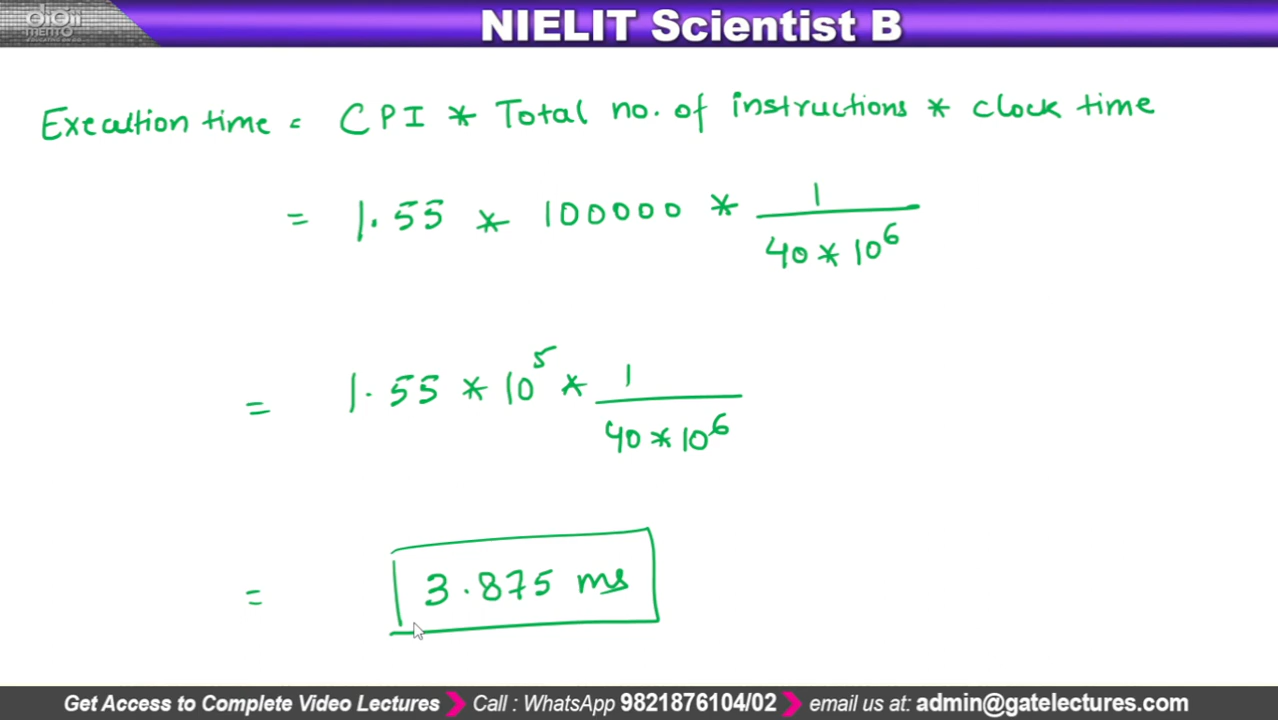 digii
mento
NIELIT Scientist B
Execution time = CPI * Total no. of instructions * clock time
= 1.55 * 100000 * 1 / 40 * 10^6
= 1.55 * 10^5 * 1 / 40 * 10^6
= 3.875 ms
Get Access to Complete Video Lectures Call : WhatsApp 9821876104/02 email us at: admin@gatelectures.com